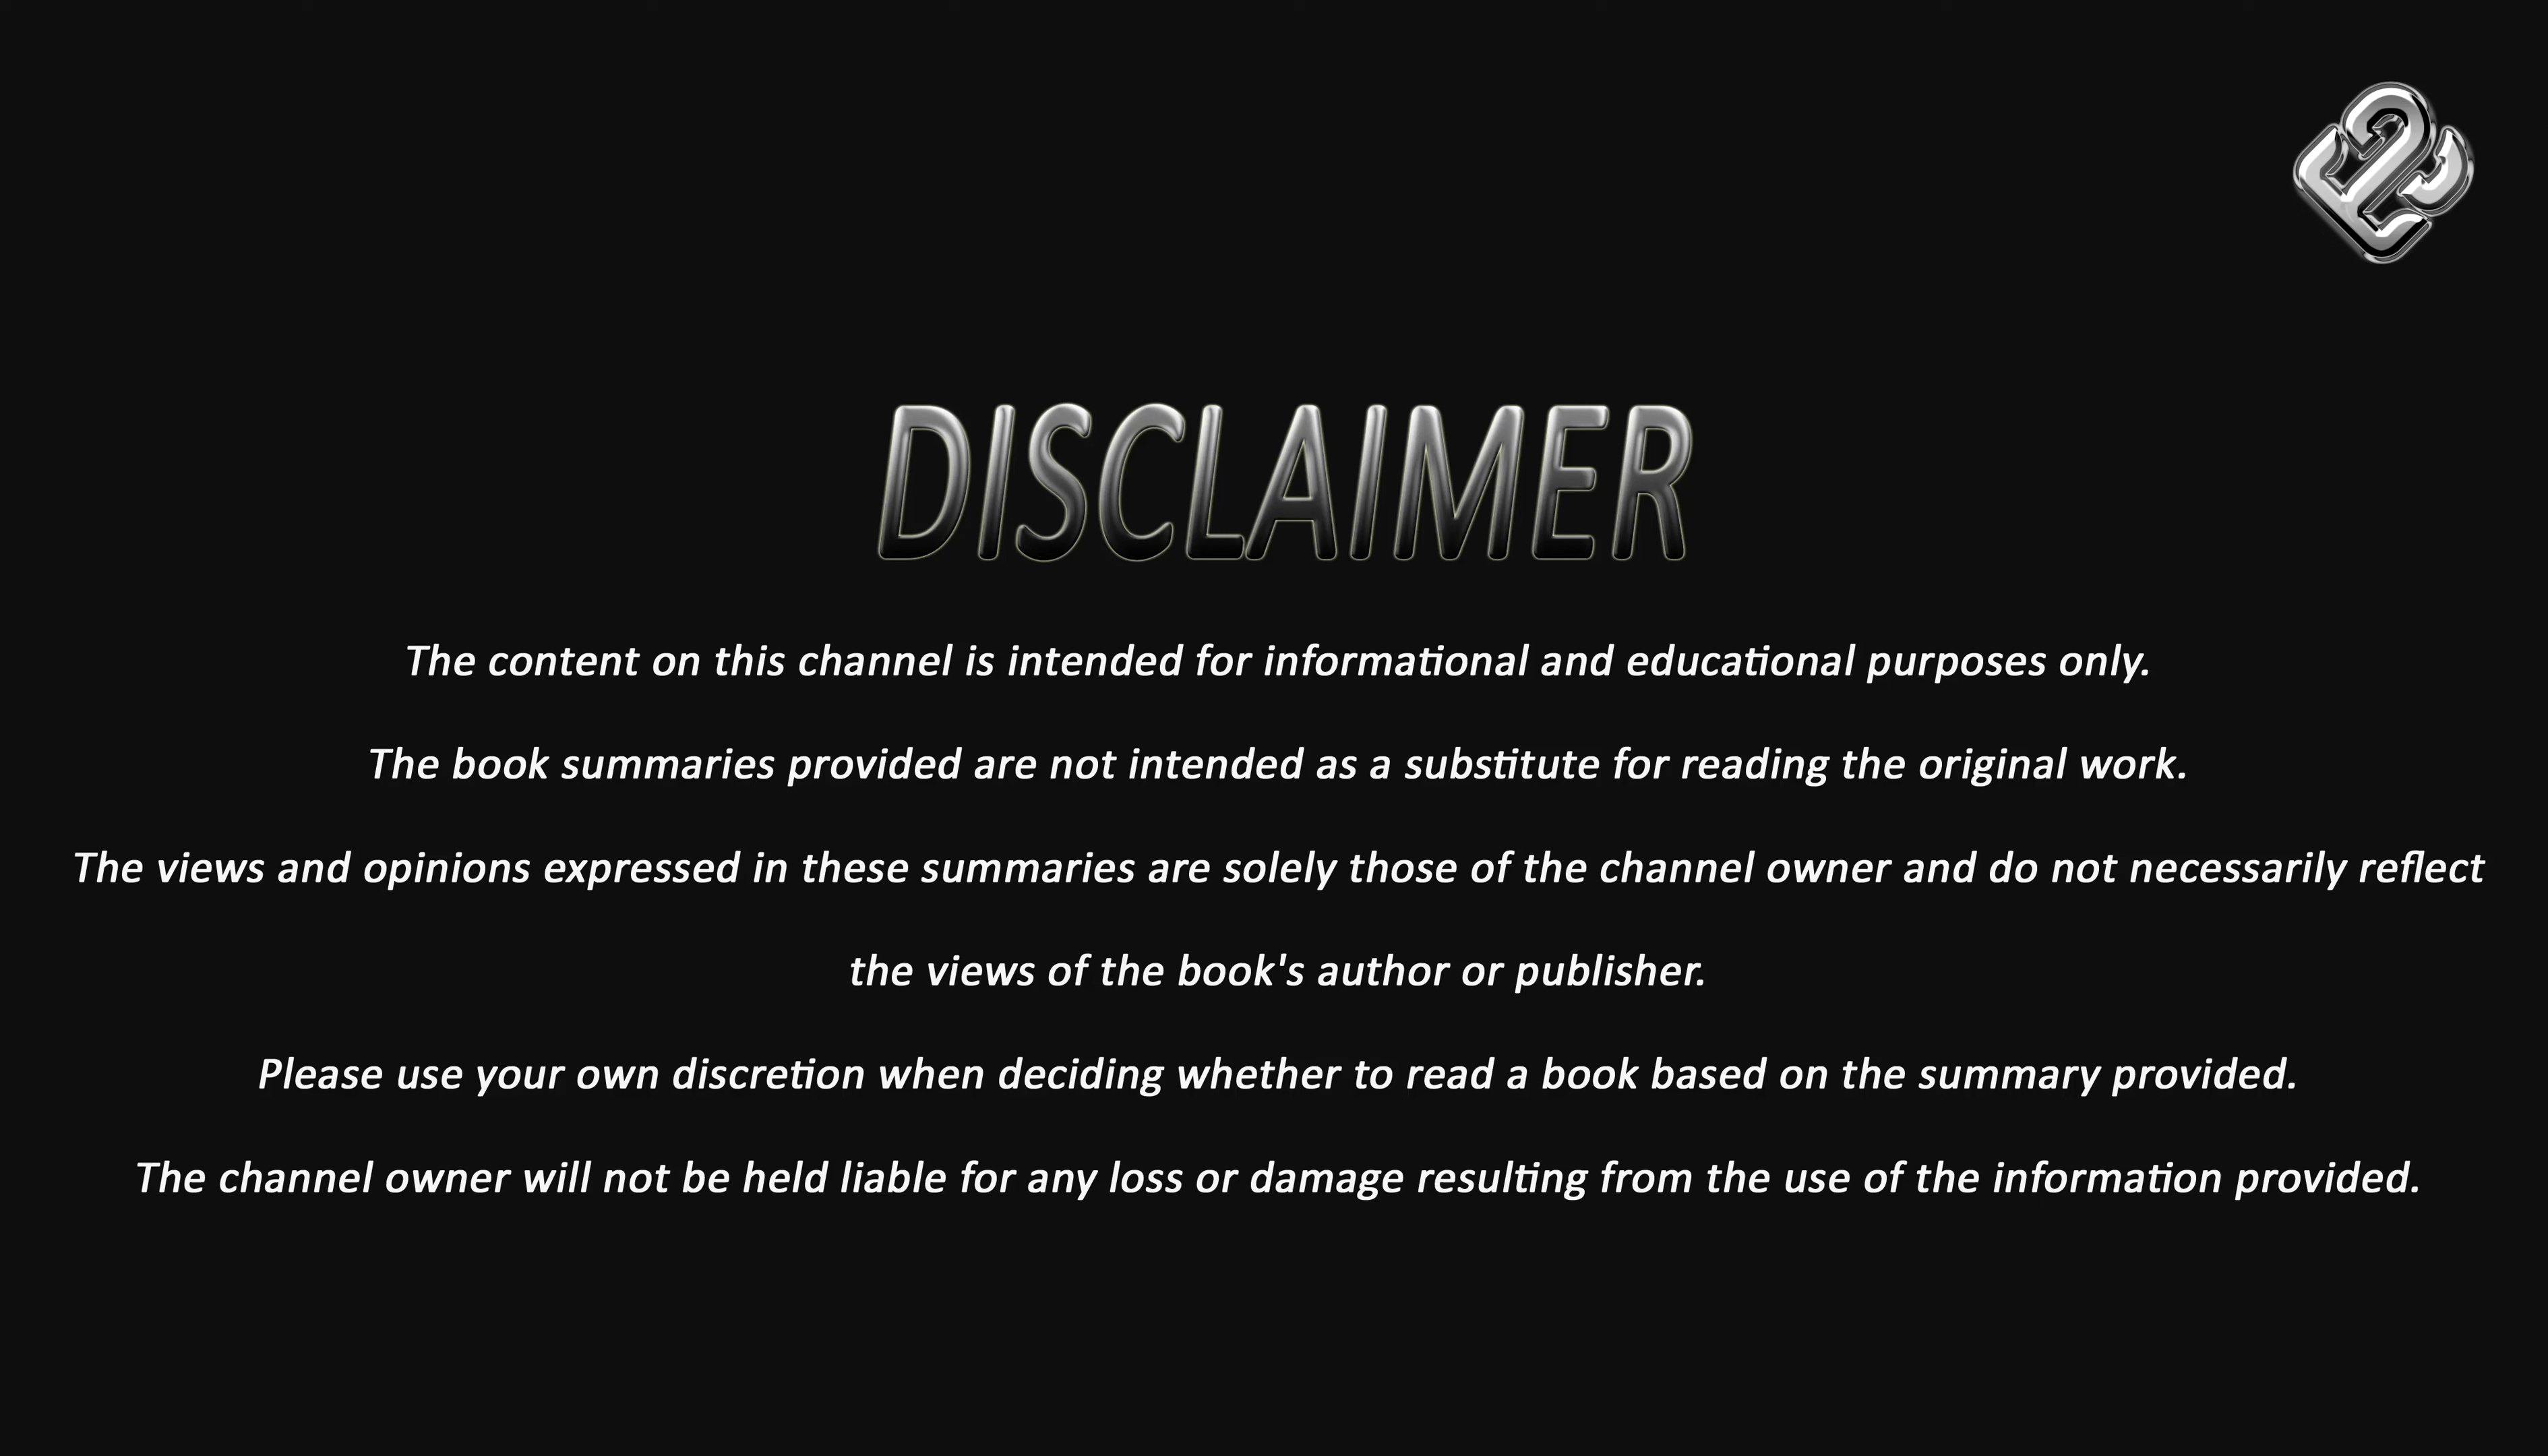 DISCLAIMER
The content on this channel is intended for informational and educational purposes only.
The book summaries provided are not intended as a substitute for reading the original work.
The views and opinions expressed in these summaries are solely those of the channel owner and do not necessarily reflect
the views of the book's author or publisher.
Please use your own discretion when deciding whether to read a book based on the summary provided.
The channel owner will not be held liable for any loss or damage resulting from the use of the information provided.